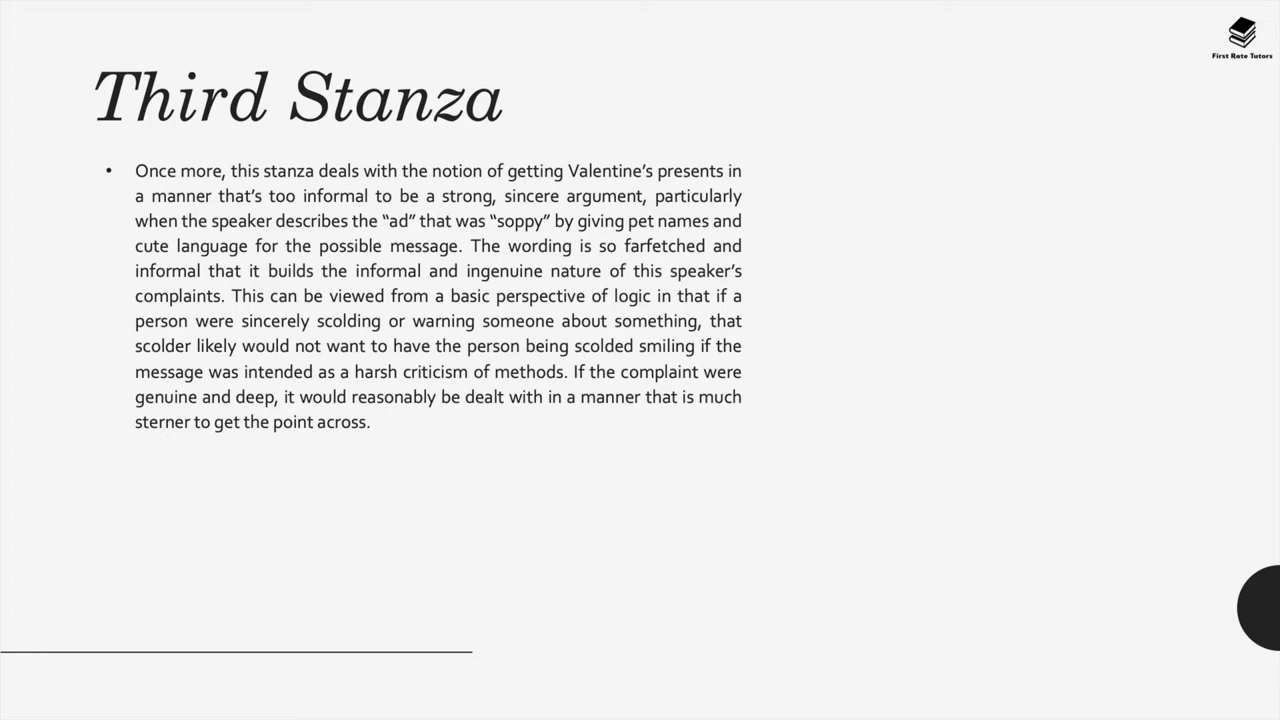 First Rate Tutors
Third Stanza
• Once more, this stanza deals with the notion of getting Valentine’s presents in
a manner that’s too informal to be a strong, sincere argument, particularly
when the speaker describes the “ad” that was “soppy” by giving pet names and
cute language for the possible message. The wording is so farfetched and
informal that it builds the informal and ingenuine nature of this speaker’s
complaints. This can be viewed from a basic perspective of logic in that if a
person were sincerely scolding or warning someone about something, that
scolder likely would not want to have the person being scolded smiling if the
message was intended as a harsh criticism of methods. If the complaint were
genuine and deep, it would reasonably be dealt with in a manner that is much
sterner to get the point across.